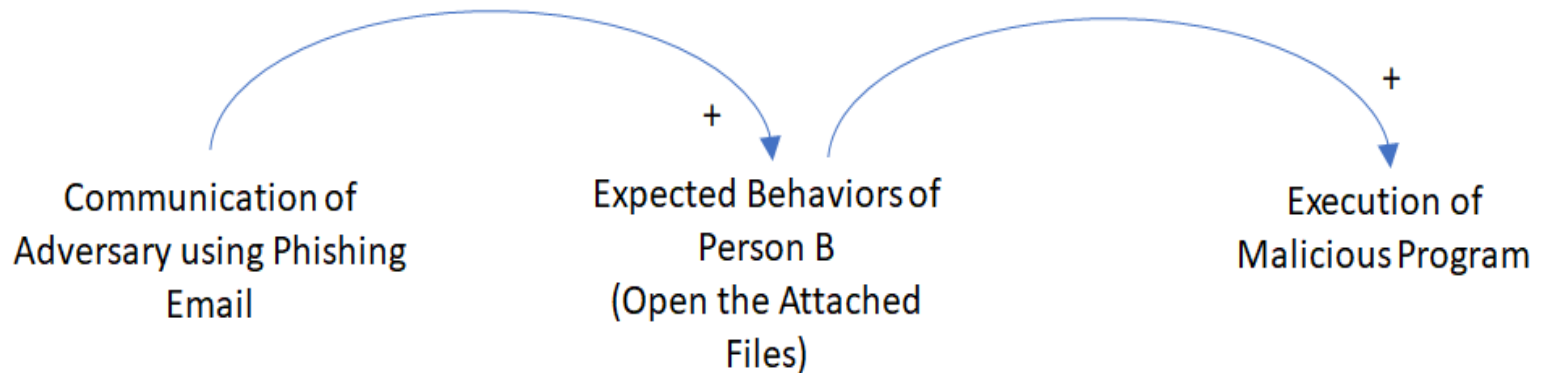 +
+
Communication of
Adversary using Phishing
Email
Expected Behaviors of
Person B
(Open the Attached
Files)
Execution of
Malicious Program